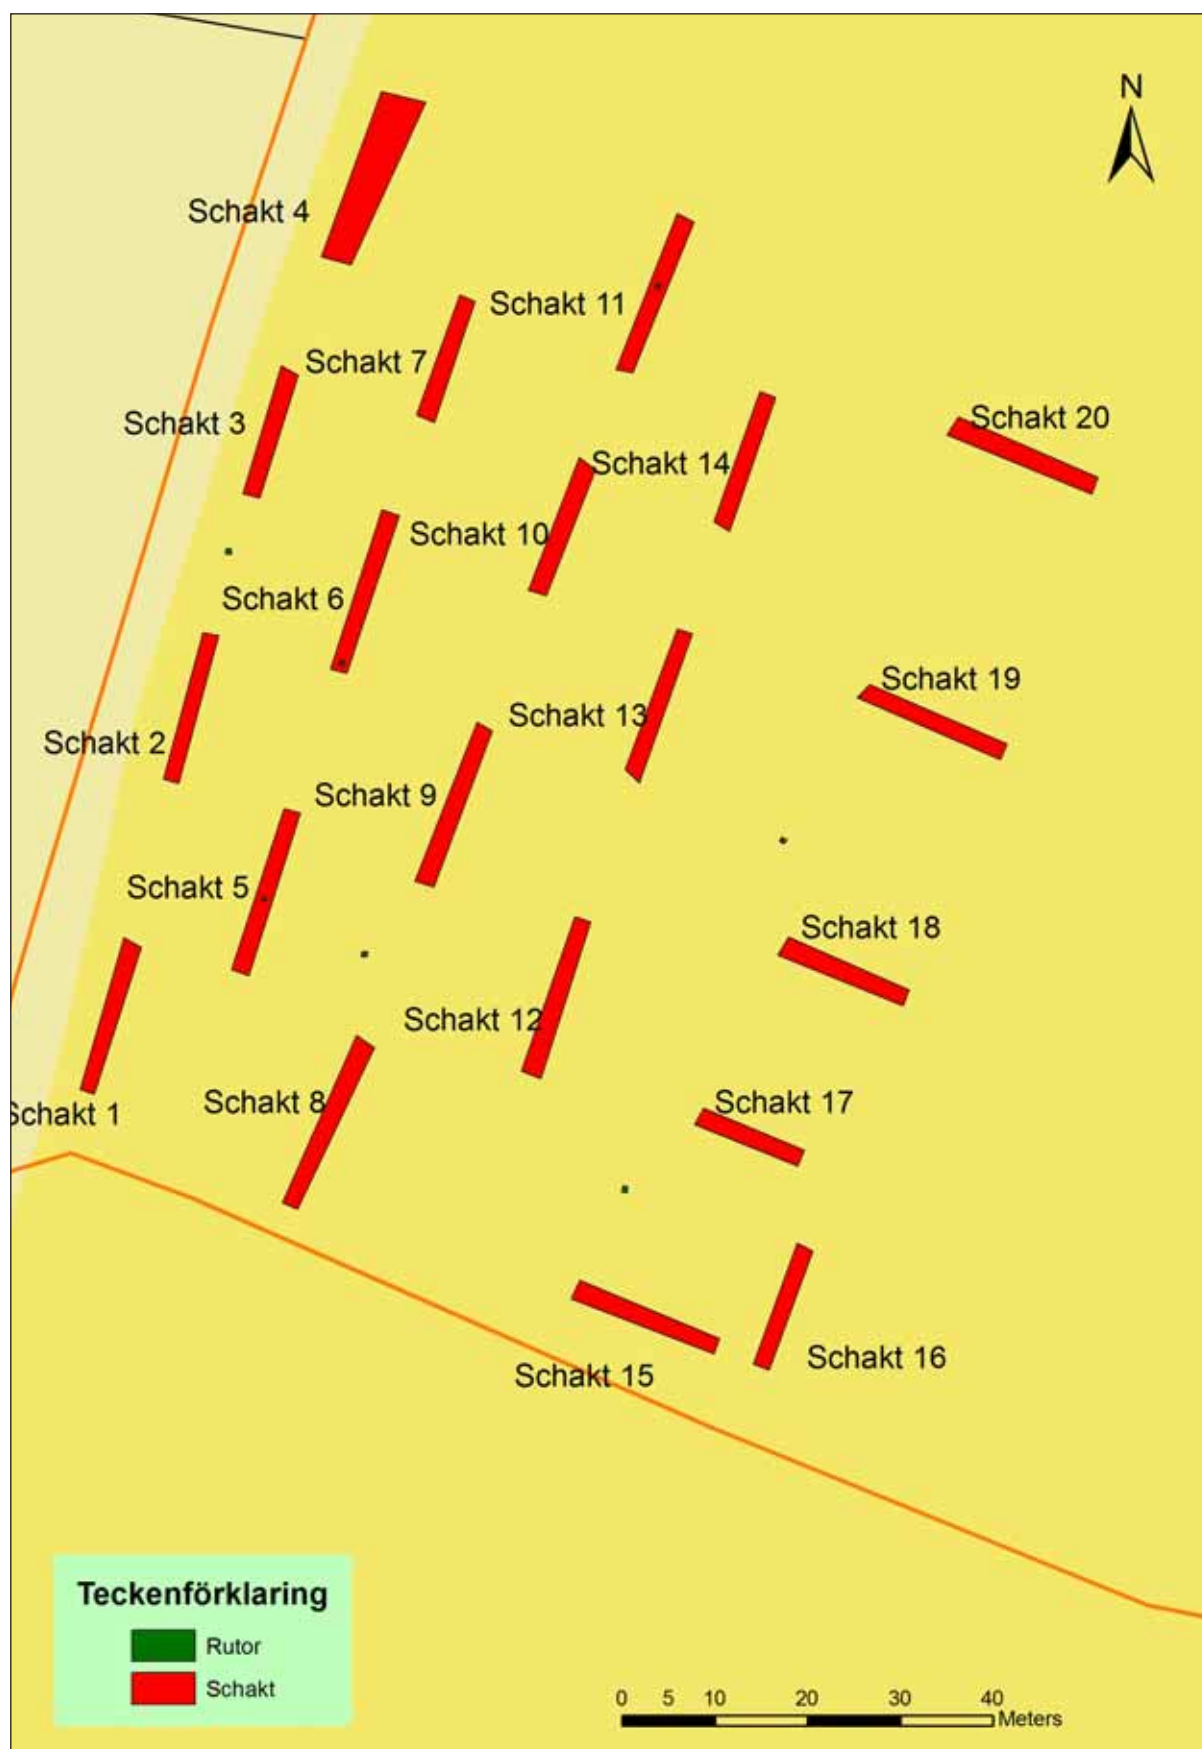 N
Schakt 4
Schakt 11
Schakt 7
Schakt 3
Schakt 20
Schakt 14
Schakt 10
Schakt 6
Schakt 19
Schakt 13
Schakt 2
Schakt 9
Schakt 5
Schakt 18
Schakt 12
Schakt 8
Schakt 17
Schakt 1
Schakt 16
Schakt 15
Teckenförklaring
Rutor
Schakt
0 5 10 20 30 40
Meters